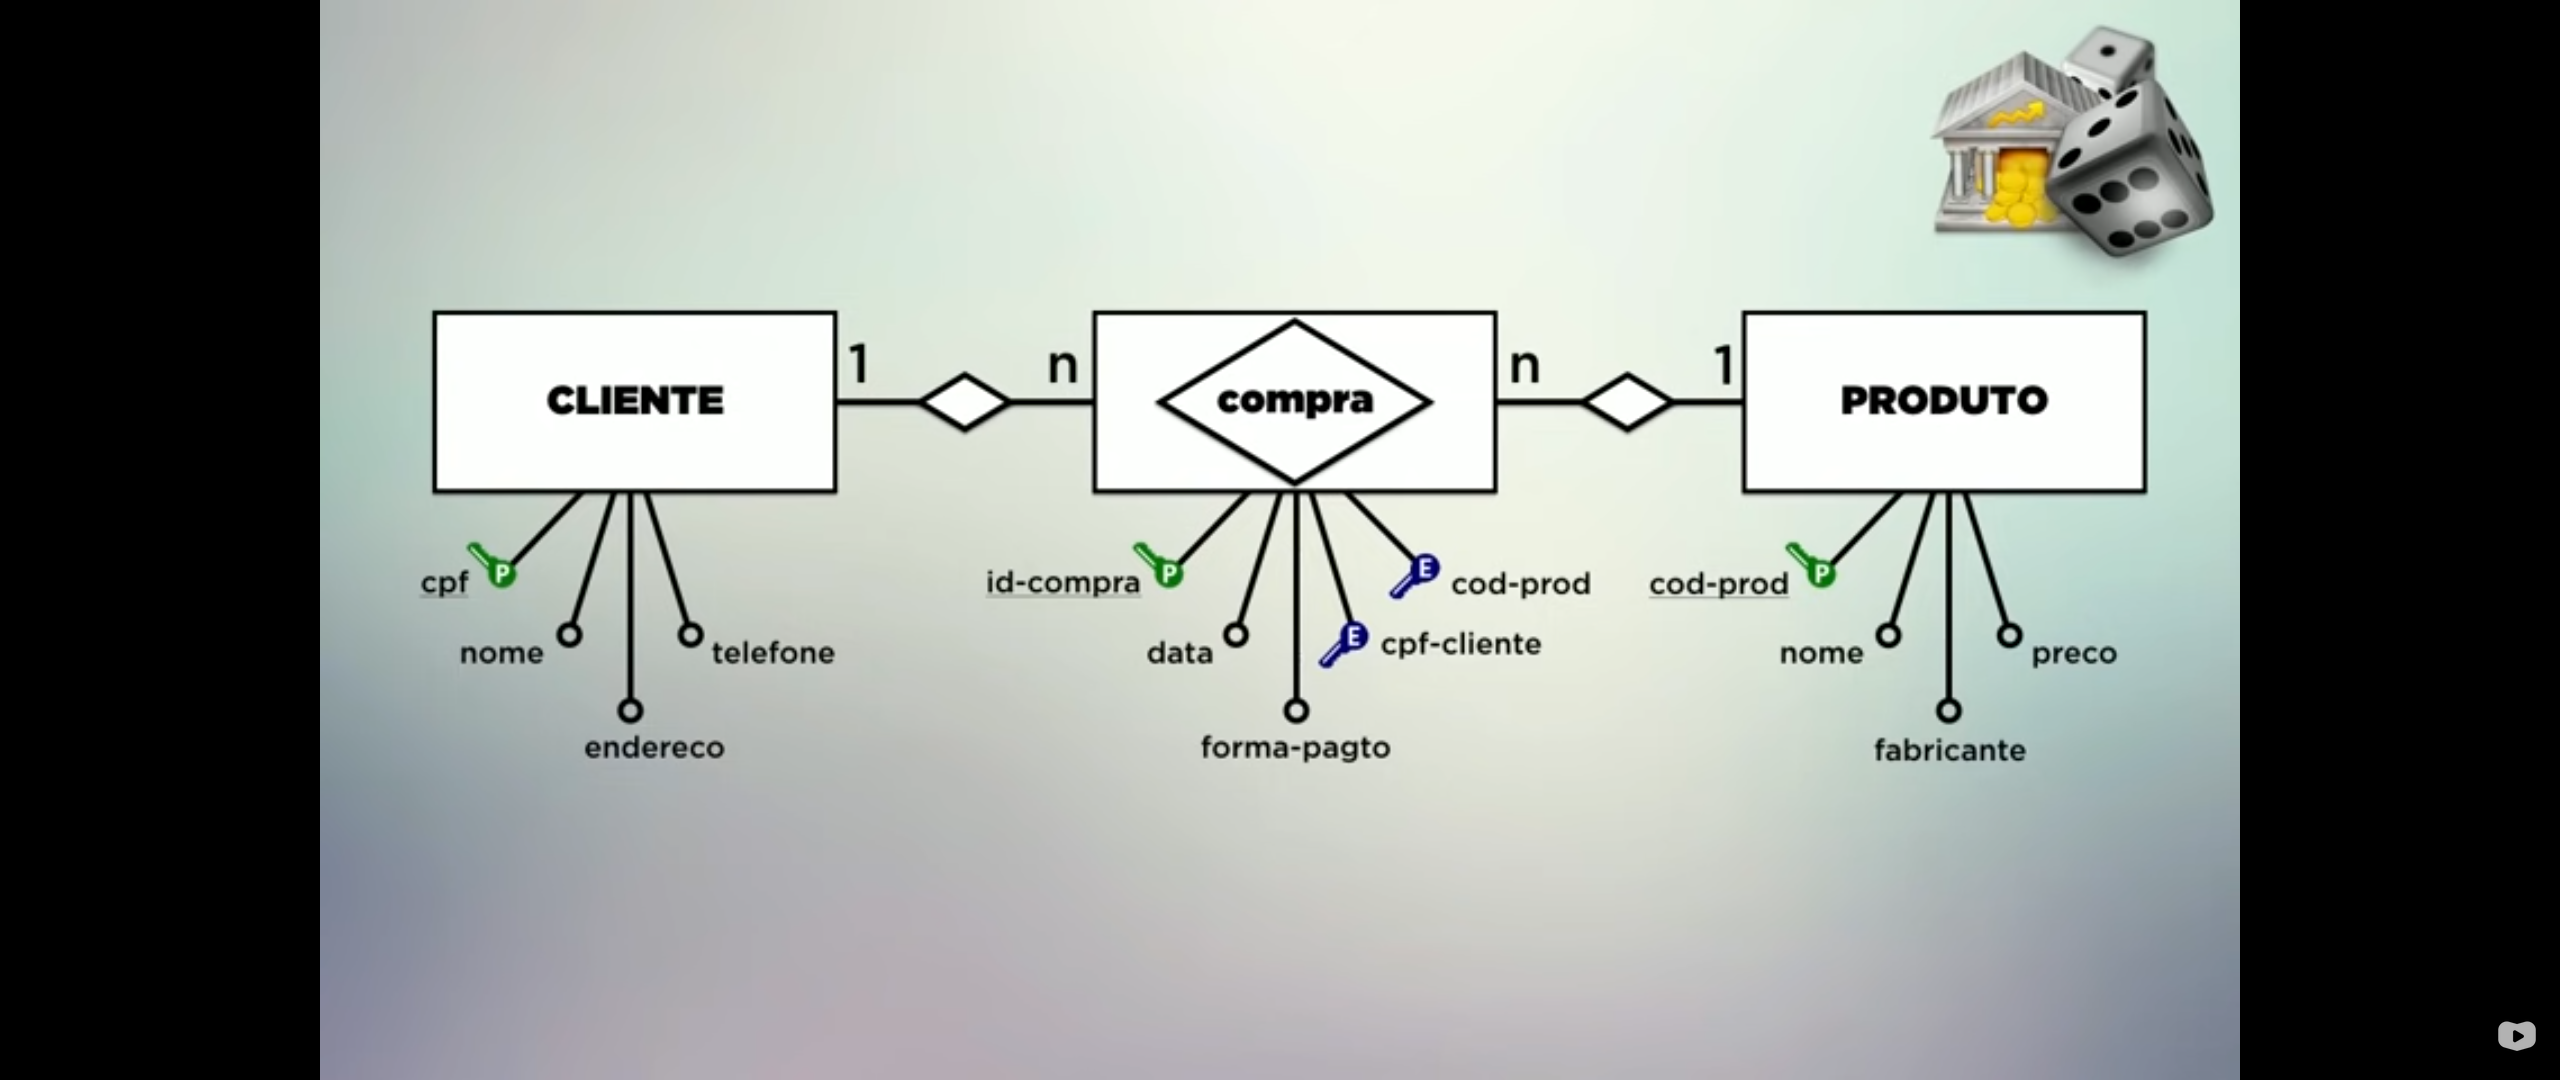 CLIENTE
1
n
compra
n
1
PRODUTO
cpf
P
nome
endereco
telefone
id-compra
P
data
forma-pagto
E
cpf-cliente
E
cod-prod
cod-prod
P
nome
fabricante
preco